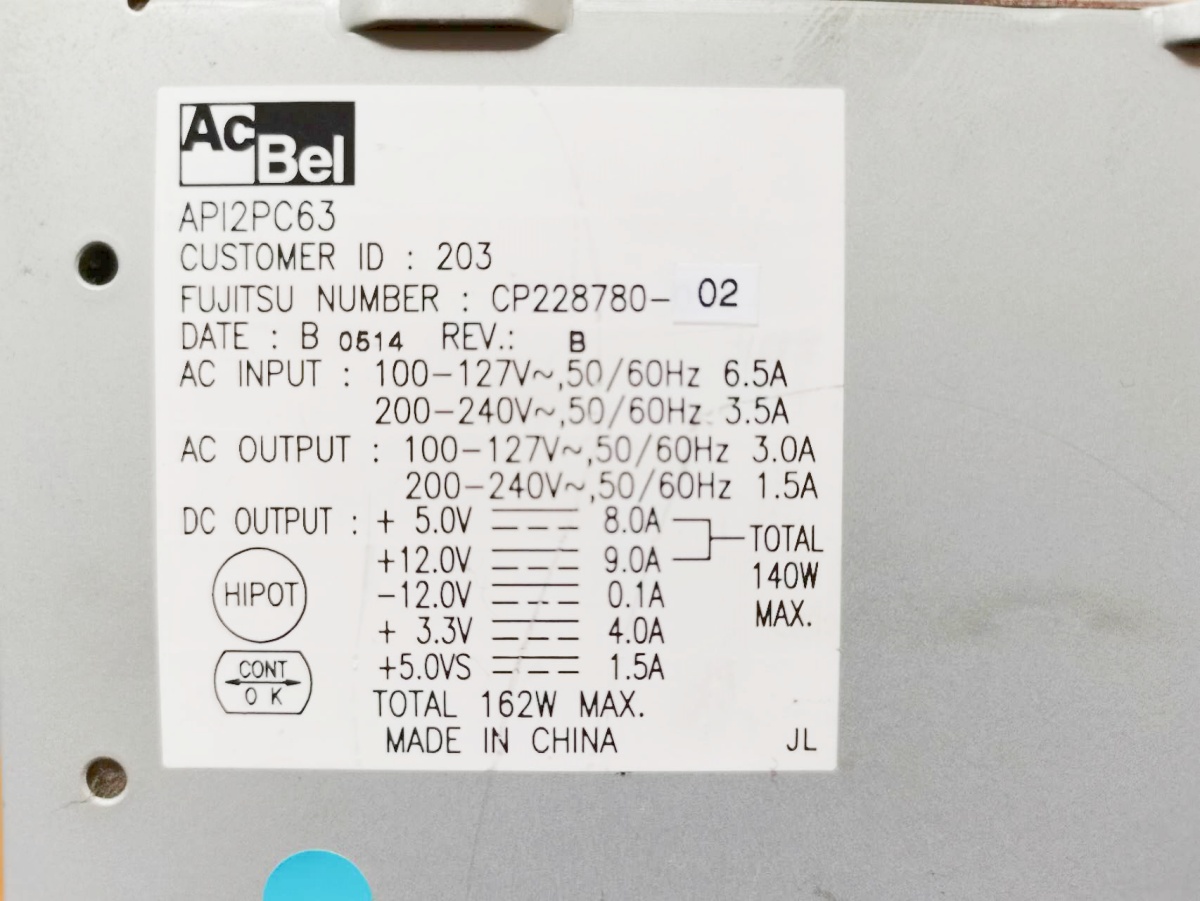 AcBel
API2PC63
CUSTOMER ID : 203
FUJITSU NUMBER : CP228780- 02
DATE : B 0514 REV.: B
AC INPUT : 100-127V~,50/60Hz 6.5A
200-240V~,50/60Hz 3.5A
AC OUTPUT : 100-127V~,50/60Hz 3.0A
200-240V~,50/60Hz 1.5A
DC OUTPUT : + 5.0V 8.0A
+12.0V 9.0A
-12.0V 0.1A
+ 3.3V 4.0A
+5.0VS 1.5A
TOTAL
140W
MAX.
HIPOT
CONT
O K
TOTAL 162W MAX.
MADE IN CHINA JL